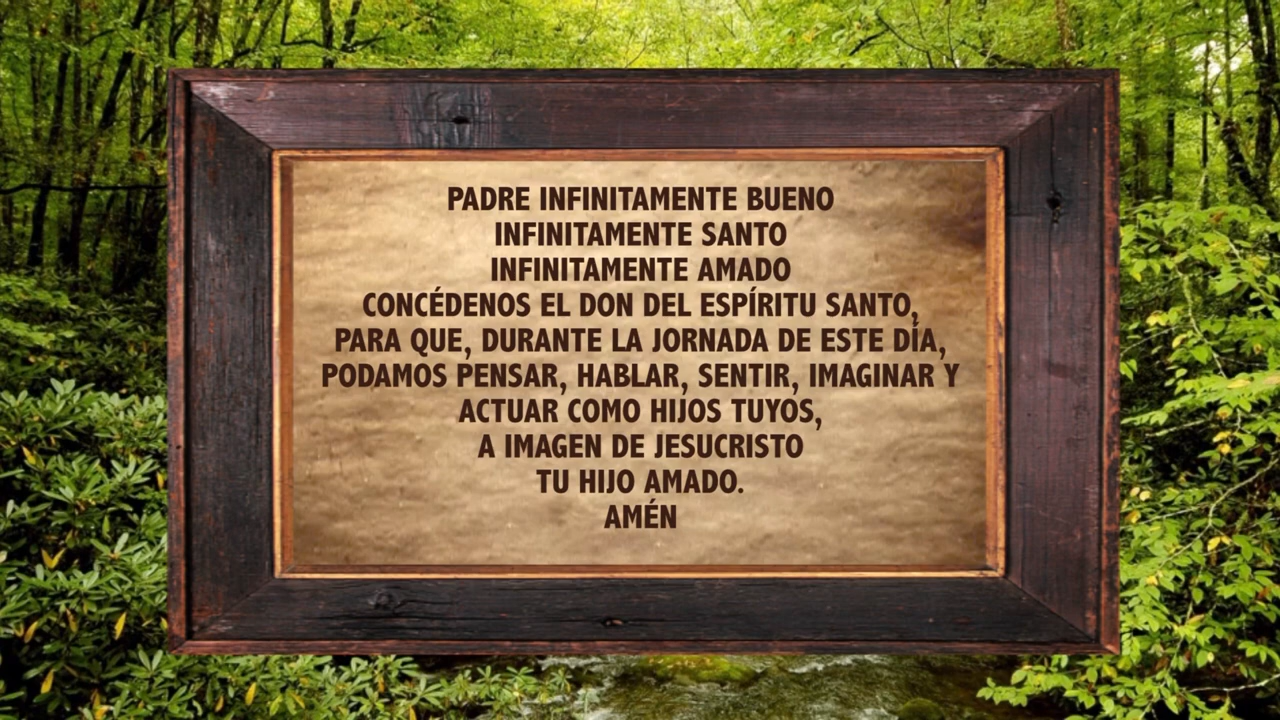 PADRE INFINITAMENTE BUENO
INFINITAMENTE SANTO
INFINITAMENTE AMADO
CONCÉDENOS EL DON DEL ESPÍRITU SANTO,
PARA QUE, DURANTE LA JORNADA DE ESTE DÍA,
PODAMOS PENSAR, HABLAR, SENTIR, IMAGINAR Y
ACTUAR COMO HIJOS TUYOS,
A IMAGEN DE JESUCRISTO
TU HIJO AMADO.
AMÉN